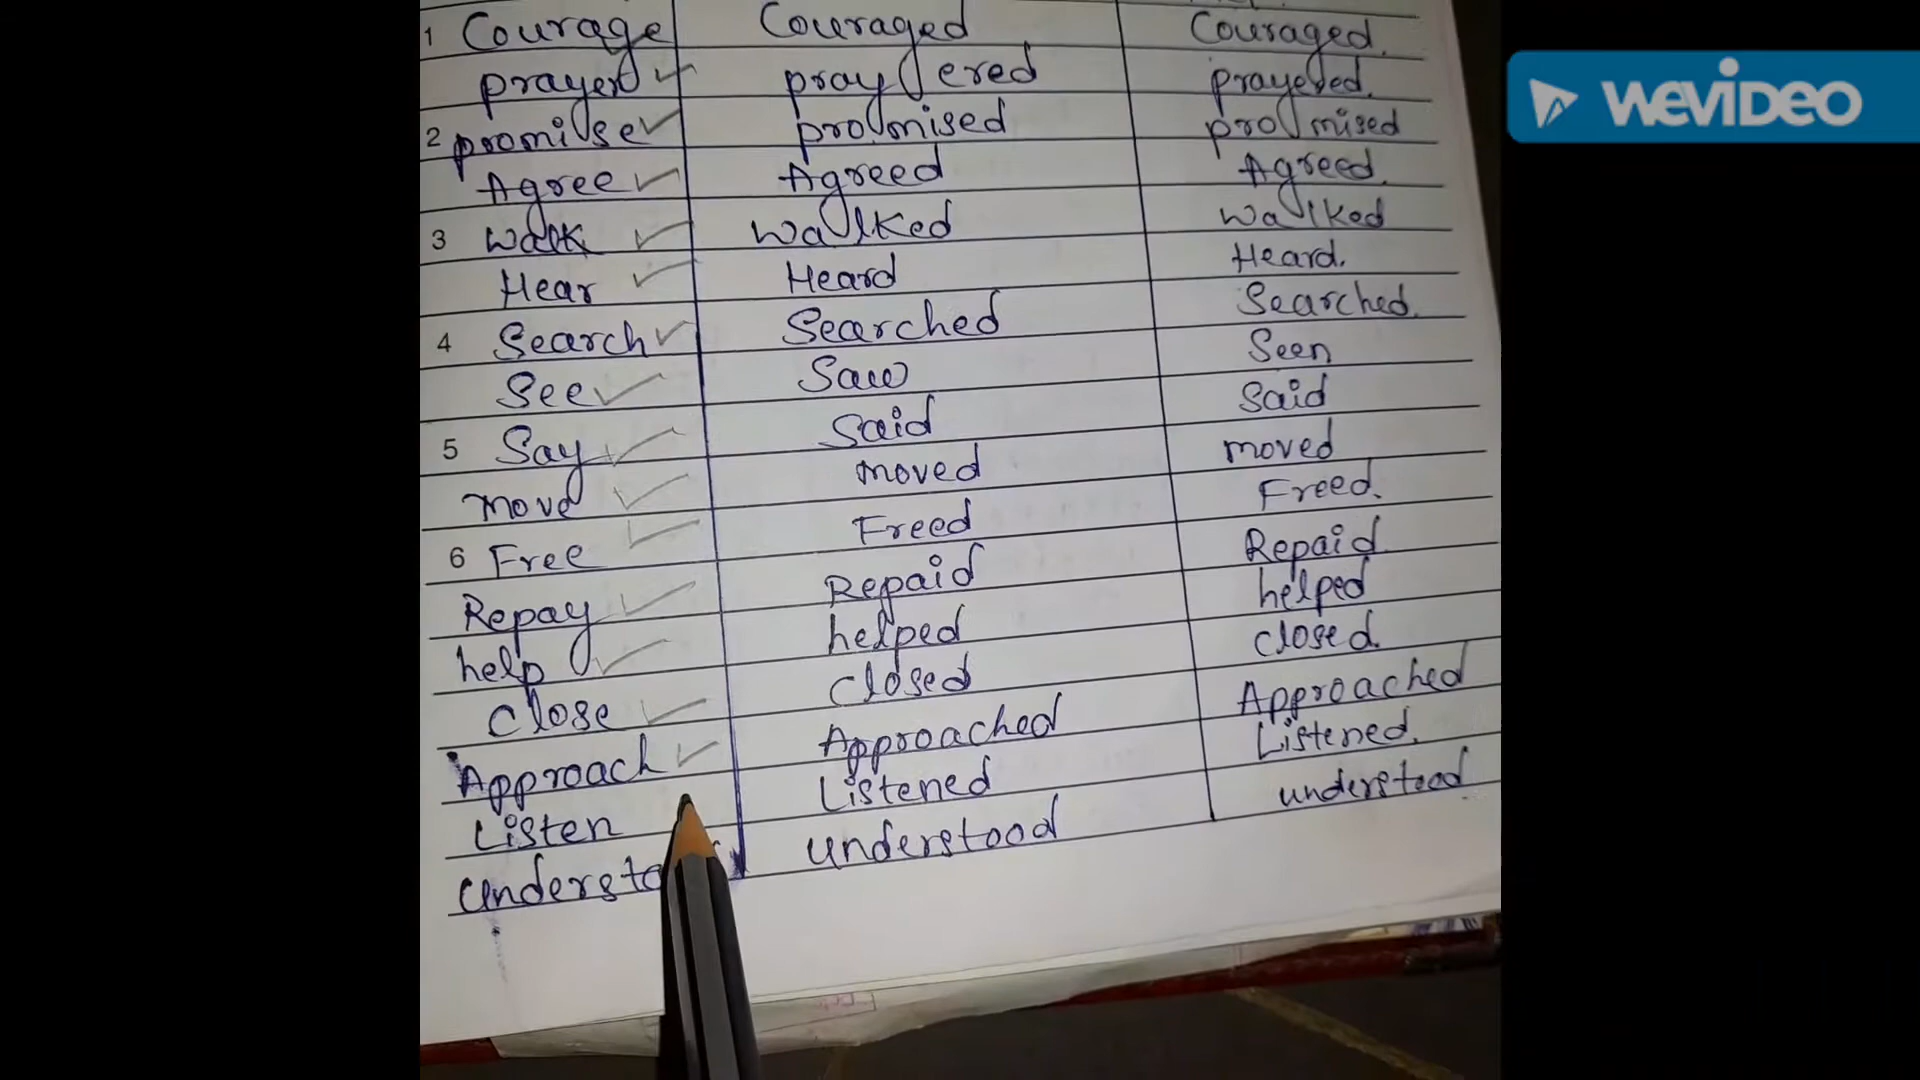 1 Courage Couraged Couraged.
prayer prayered prayered.
2 promise promised promised
Agree Agreed Agreed.
3 walk walked walked
Hear Heard Heard.
4 Search Searched Searched.
See Saw Seen
5 Say Said Said
move moved moved
6 Free Freed Freed.
Repay Repaid Repaid.
help helped helped
close closed closed.
Approach Approached Approached
Listen Listened Listened.
understood understood
WEVIDEO